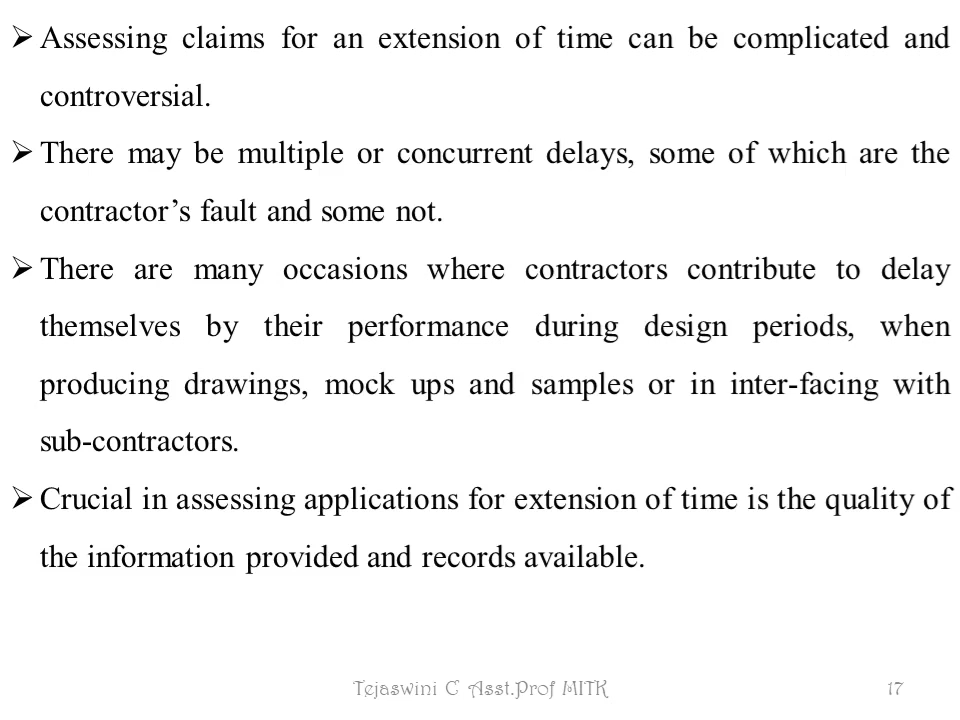 ➢ Assessing claims for an extension of time can be complicated and
controversial.
➢ There may be multiple or concurrent delays, some of which are the
contractor’s fault and some not.
➢ There are many occasions where contractors contribute to delay
themselves by their performance during design periods, when
producing drawings, mock ups and samples or in inter-facing with
sub-contractors.
➢ Crucial in assessing applications for extension of time is the quality of
the information provided and records available.
Tejaswini C Asst.Prof MITK 17